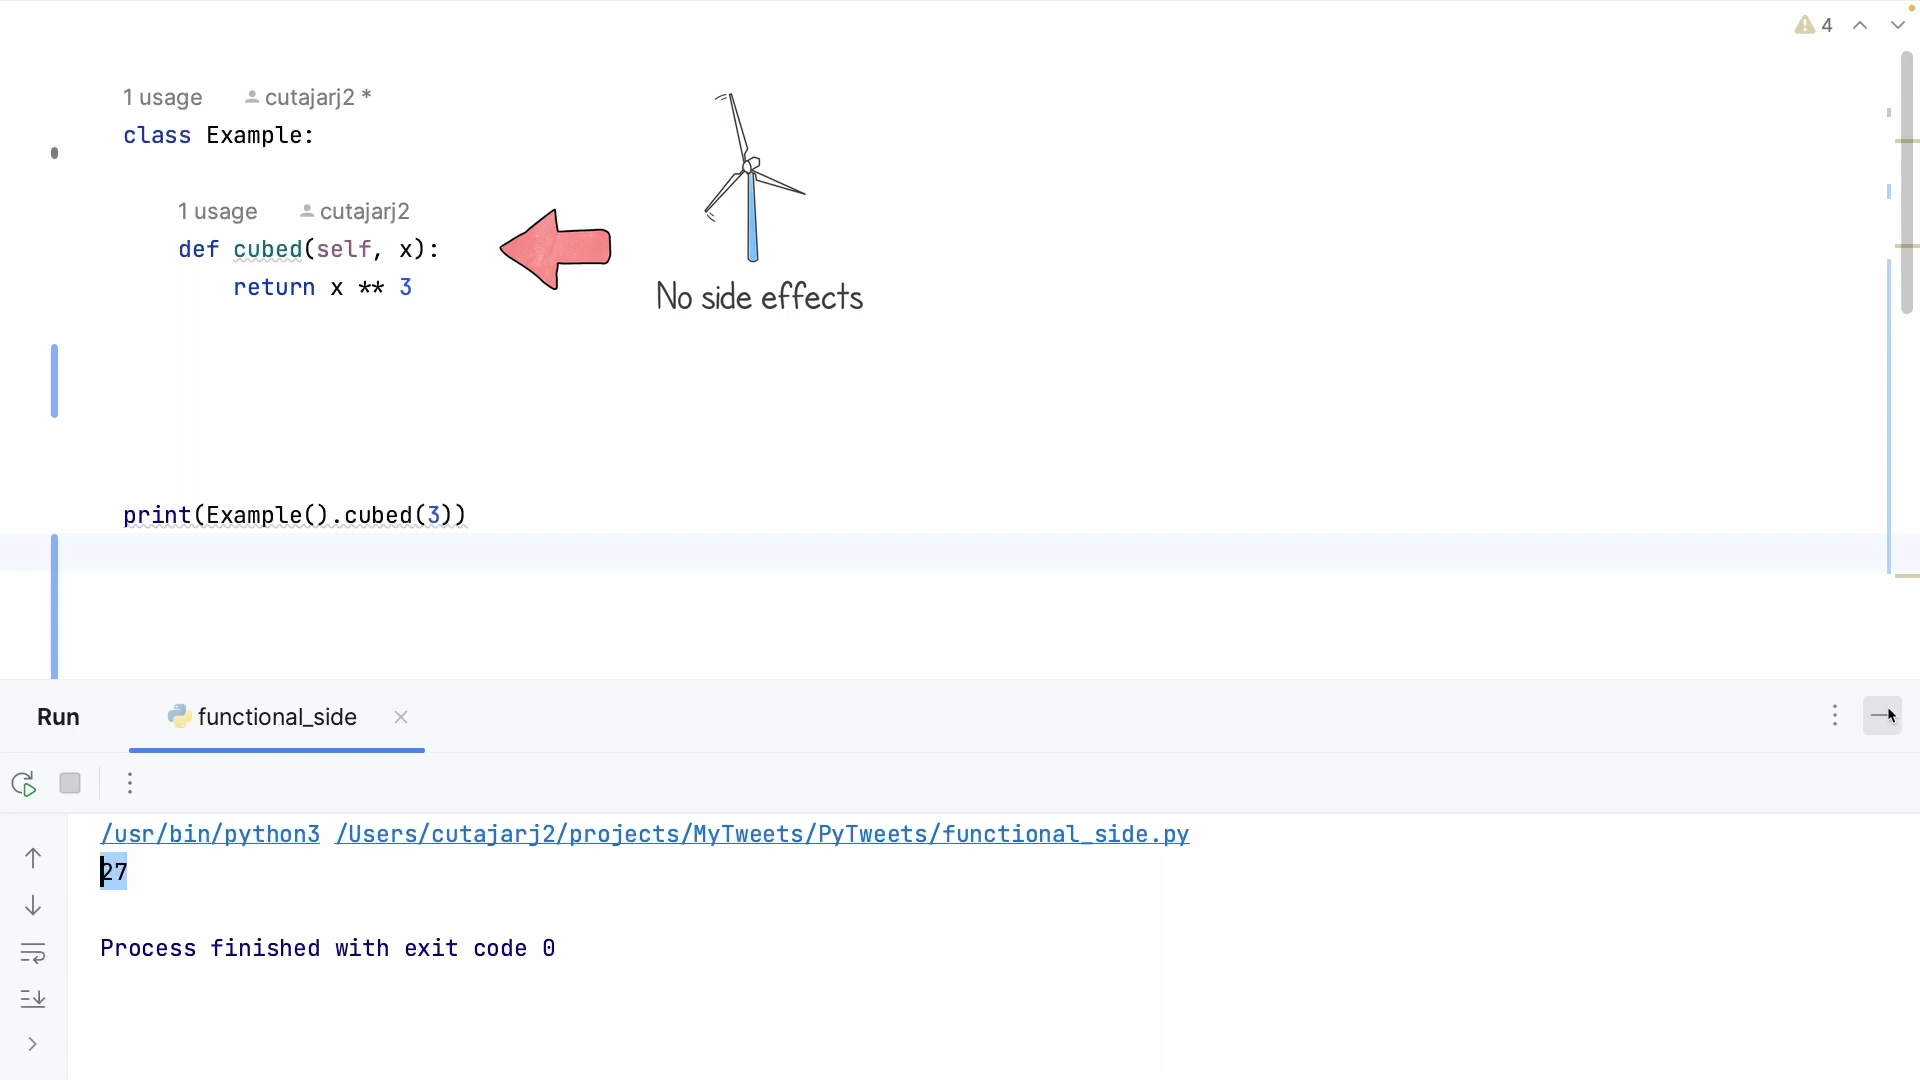 4
1 usage cutajarj2 *
class Example:
1 usage cutajarj2
def cubed(self, x):
return x ** 3
No side effects
print(Example().cubed(3))
Run functional_side
/usr/bin/python3 /Users/cutajarj2/projects/MyTweets/PyTweets/functional_side.py
27
Process finished with exit code 0